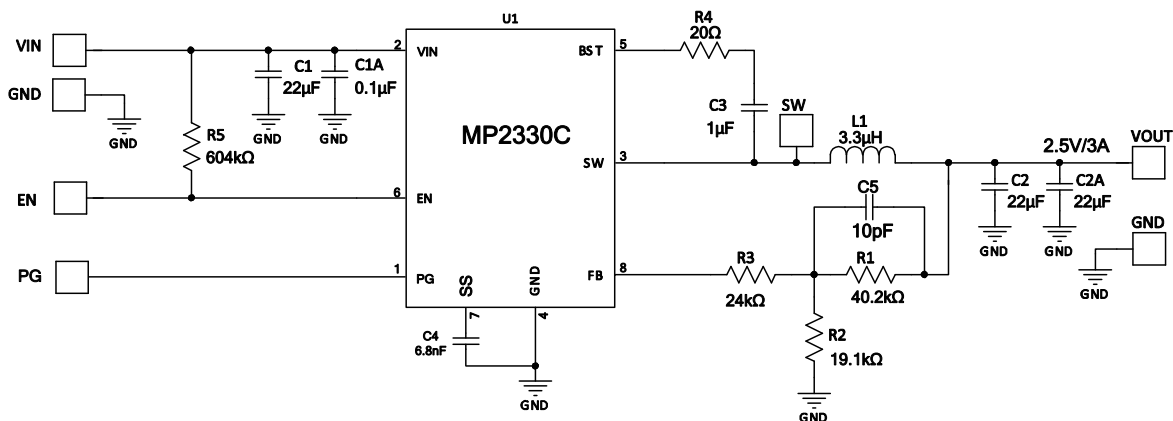 U1
VIN
2
VIN
C1
22µF
C1A
0.1µF
GND
GND
GND
GND
R5
604kΩ
EN
6
EN
PG
1
PG
MP2330C
BST
5
R4
20Ω
C3
1µF
SW
SW
3
L1
3.3µH
2.5V/3A
VOUT
C2
22µF
C2A
22µF
GND
GND
GND
GND
C5
10pF
FB
8
R3
24kΩ
R1
40.2kΩ
R2
19.1kΩ
GND
SS
7
GND
4
C4
6.8nF
GND